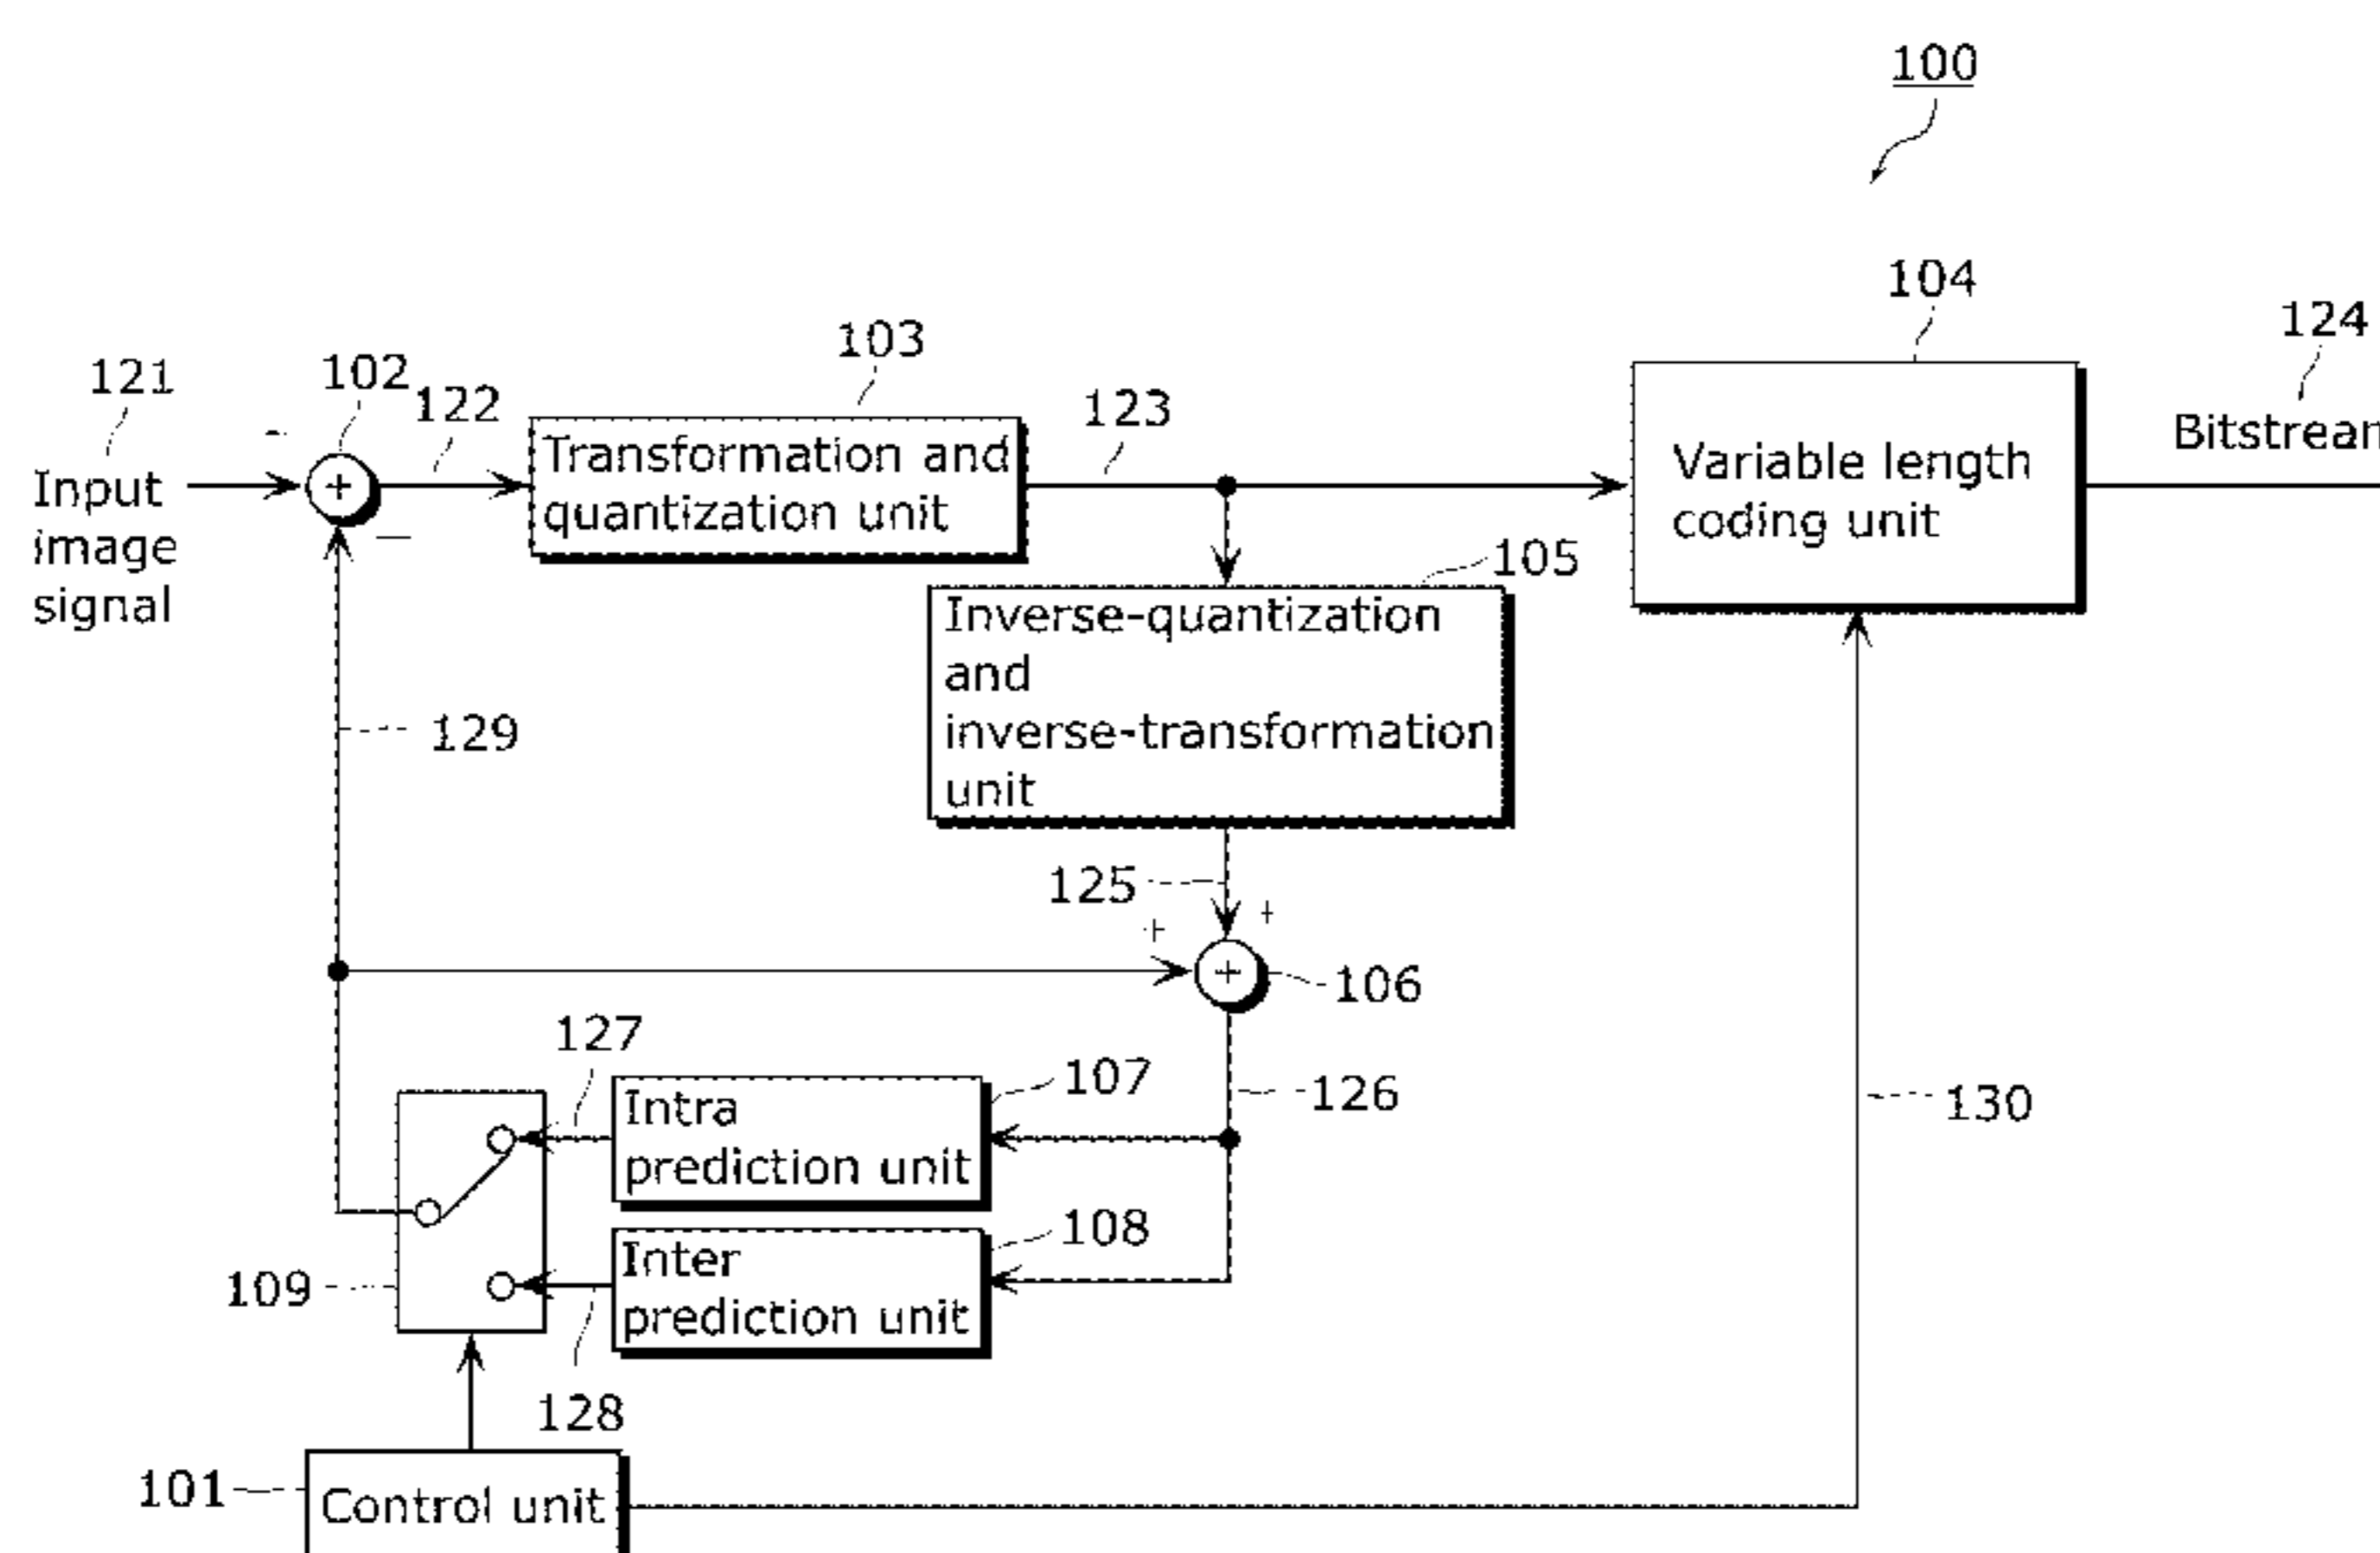 100
104
124
103
121
102
122
123
Bitstream
Transformation and
quantization unit
Variable length
coding unit
+
Input
image
signal
-
−
105
Inverse-quantization
and
inverse-transformation
unit
129
125
+
+
+
106
127
107
126
130
Intra
prediction unit
108
Inter
prediction unit
109
128
101
Control unit